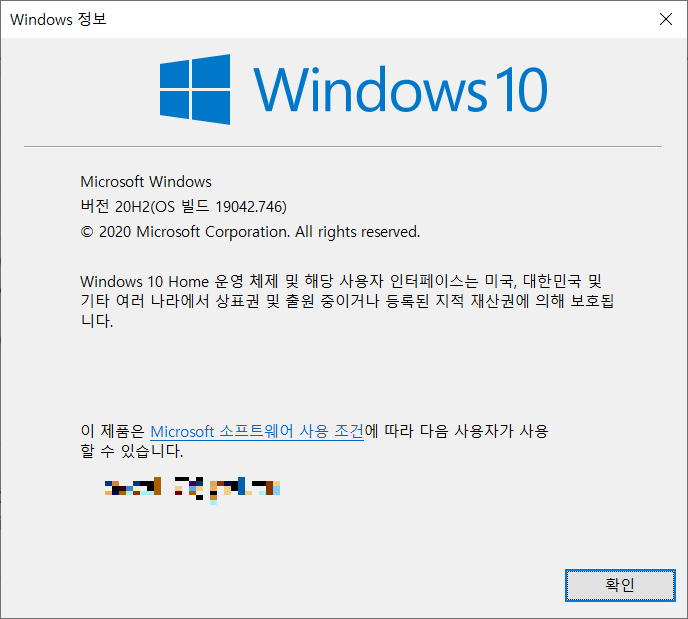 Windows 정보
Windows 10
Microsoft Windows
버전 20H2(OS 빌드 19042.746)
© 2020 Microsoft Corporation. All rights reserved.
Windows 10 Home 운영 체제 및 해당 사용자 인터페이스는 미국, 대한민국 및
기타 여러 나라에서 상표권 및 출원 중이거나 등록된 지적 재산권에 의해 보호됩
니다.
이 제품은 Microsoft 소프트웨어 사용 조건에 따라 다음 사용자가 사용
할 수 있습니다.
확인